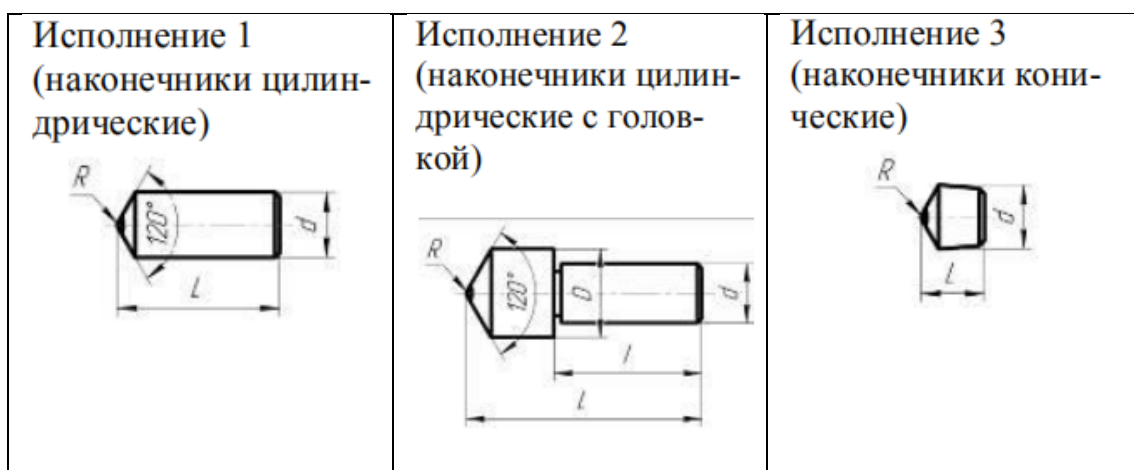 Исполнение 1
(наконечники цилин-
дрические)
R
120°
d
L
Исполнение 2
(наконечники цилин-
дрические с голов-
кой)
R
120°
D
d
l
L
Исполнение 3
(наконечники кони-
ческие)
R
d
L